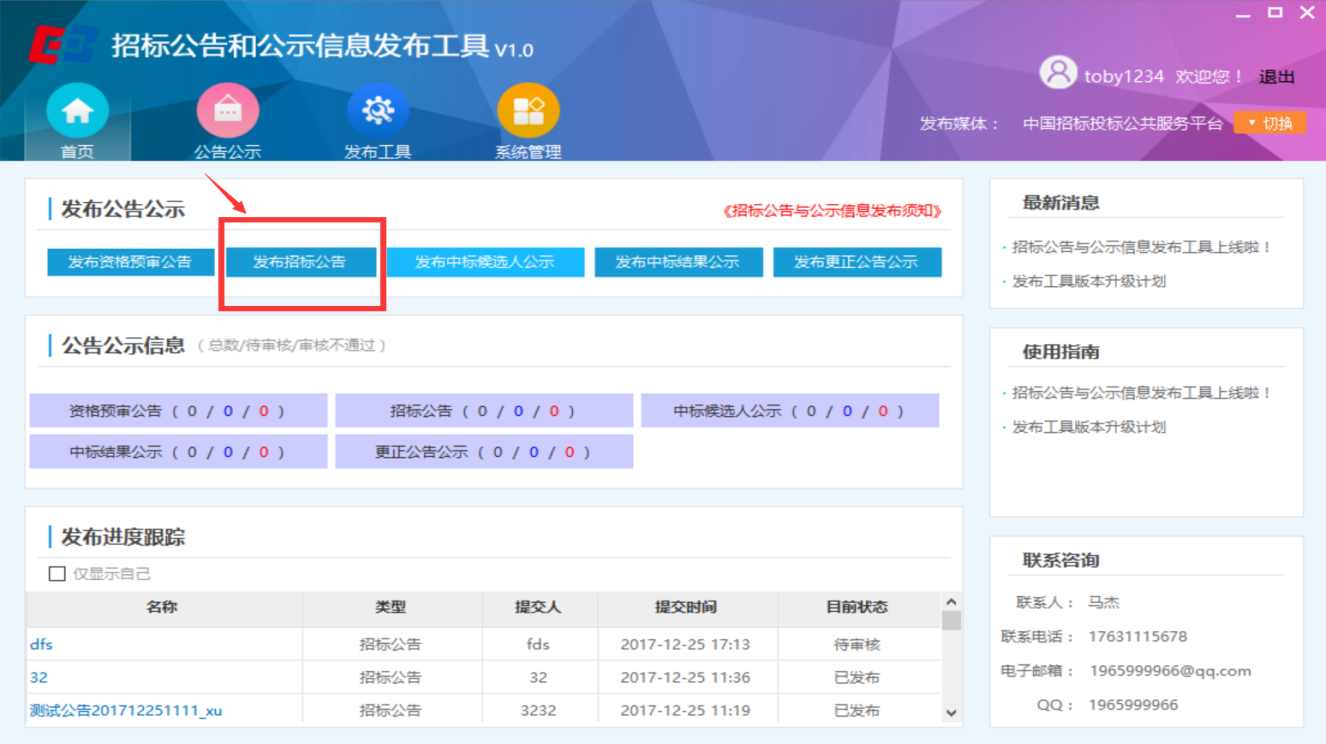 招标公告和公示信息发布工具 V1.0
toby1234 欢迎您！ 退出
发布媒体： 中国招标投标公共服务平台 ▼ 切换
首页 公告公示 发布工具 系统管理
发布公告公示
《招标公告与公示信息发布须知》
发布资格预审公告 发布招标公告 发布中标候选人公示 发布中标结果公示 发布更正公告公示
公告公示信息 （ 总数/待审核/审核不通过 ）
资格预审公告 （ 0 / 0 / 0 ） 招标公告 （ 0 / 0 / 0 ） 中标候选人公示 （ 0 / 0 / 0 ）
中标结果公示 （ 0 / 0 / 0 ） 更正公告公示 （ 0 / 0 / 0 ）
发布进度跟踪
仅显示自己
名称 类型 提交人 提交时间 目前状态
dfs 招标公告 fds 2017-12-25 17:13 待审核
32 招标公告 32 2017-12-25 11:36 已发布
测试公告201712251111_xu 招标公告 3232 2017-12-25 11:19 已发布
最新消息
· 招标公告与公示信息发布工具上线啦！
· 发布工具版本升级计划
使用指南
· 招标公告与公示信息发布工具上线啦！
· 发布工具版本升级计划
联系咨询
联系人： 马杰
联系电话： 17631115678
电子邮箱： 1965999966@qq.com
QQ： 1965999966